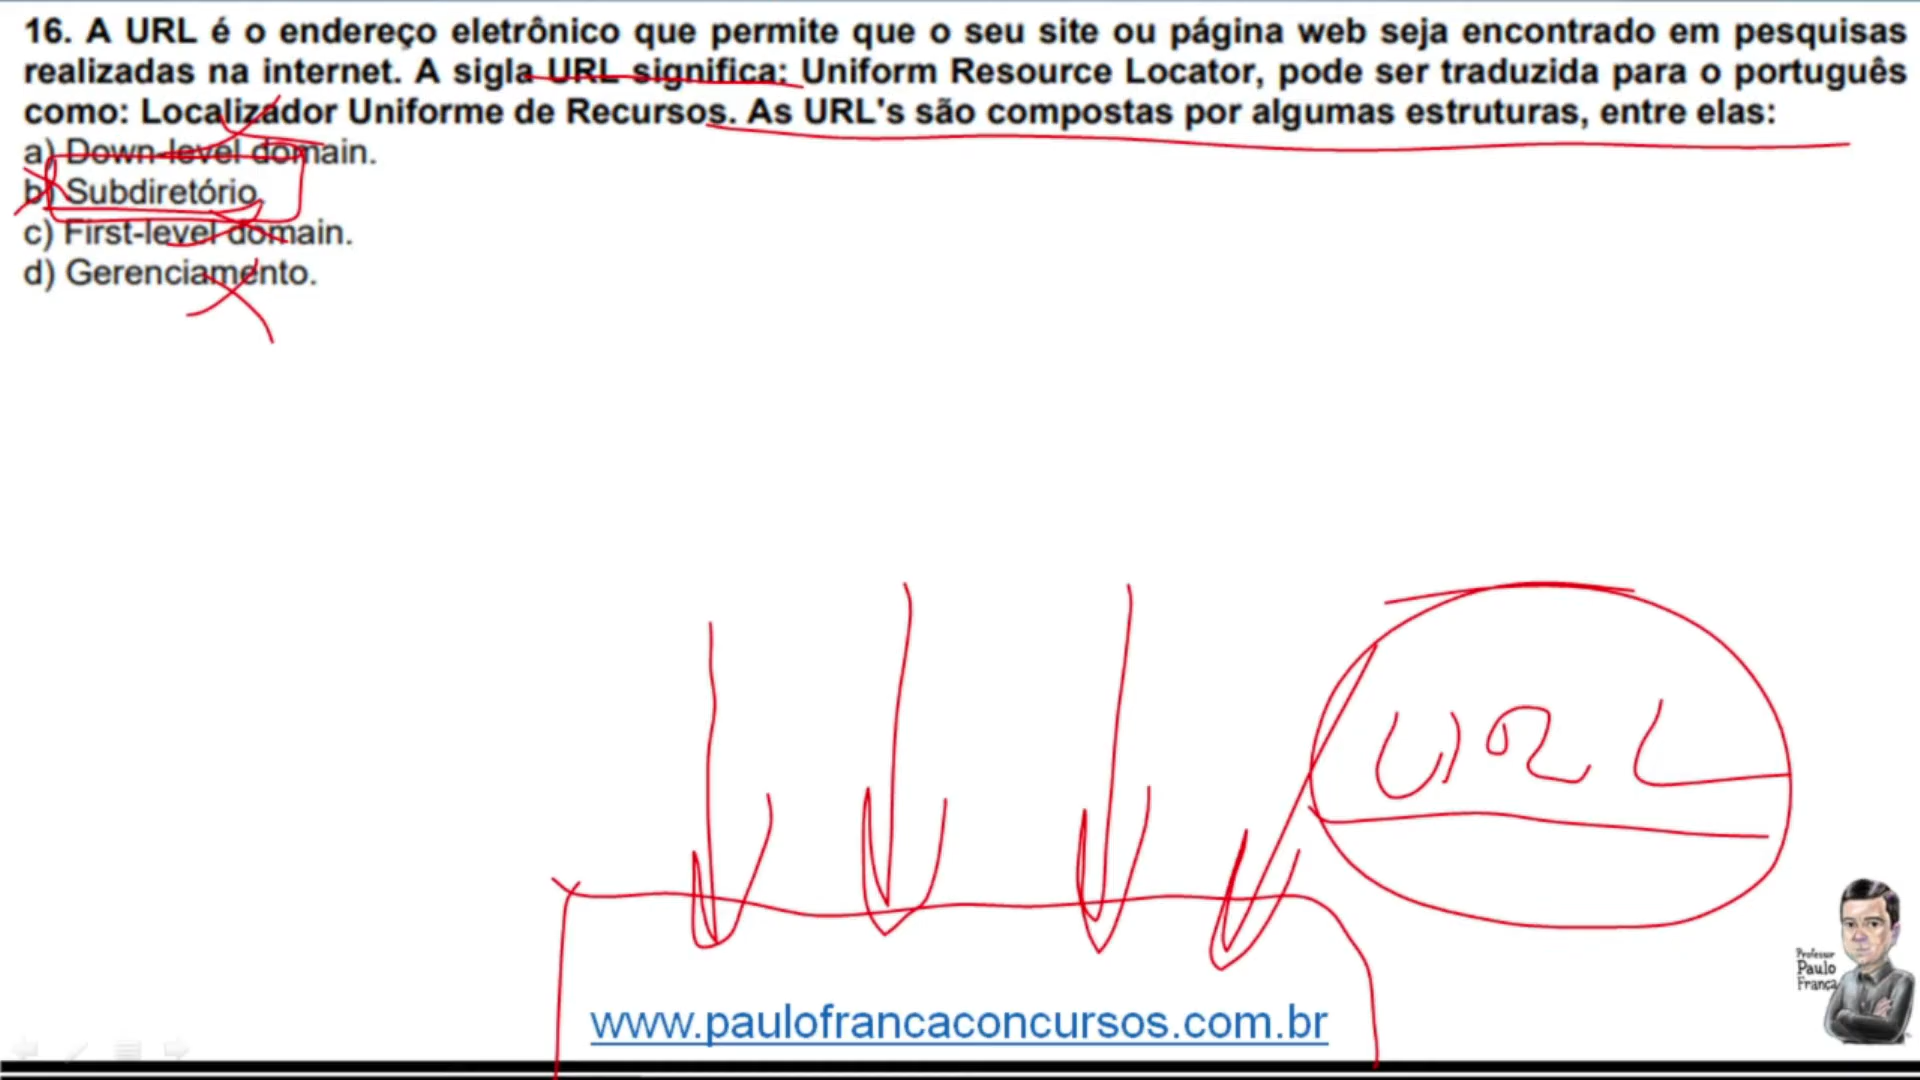 16. A URL é o endereço eletrônico que permite que o seu site ou página web seja encontrado em pesquisas
realizadas na internet. A sigla URL significa: Uniform Resource Locator, pode ser traduzida para o português
como: Localizador Uniforme de Recursos. As URL's são compostas por algumas estruturas, entre elas:
a) Down-level domain.
b) Subdiretório.
c) First-level domain.
d) Gerenciamento.
URL
Professor
Paulo
França
www.paulofrancaconcursos.com.br